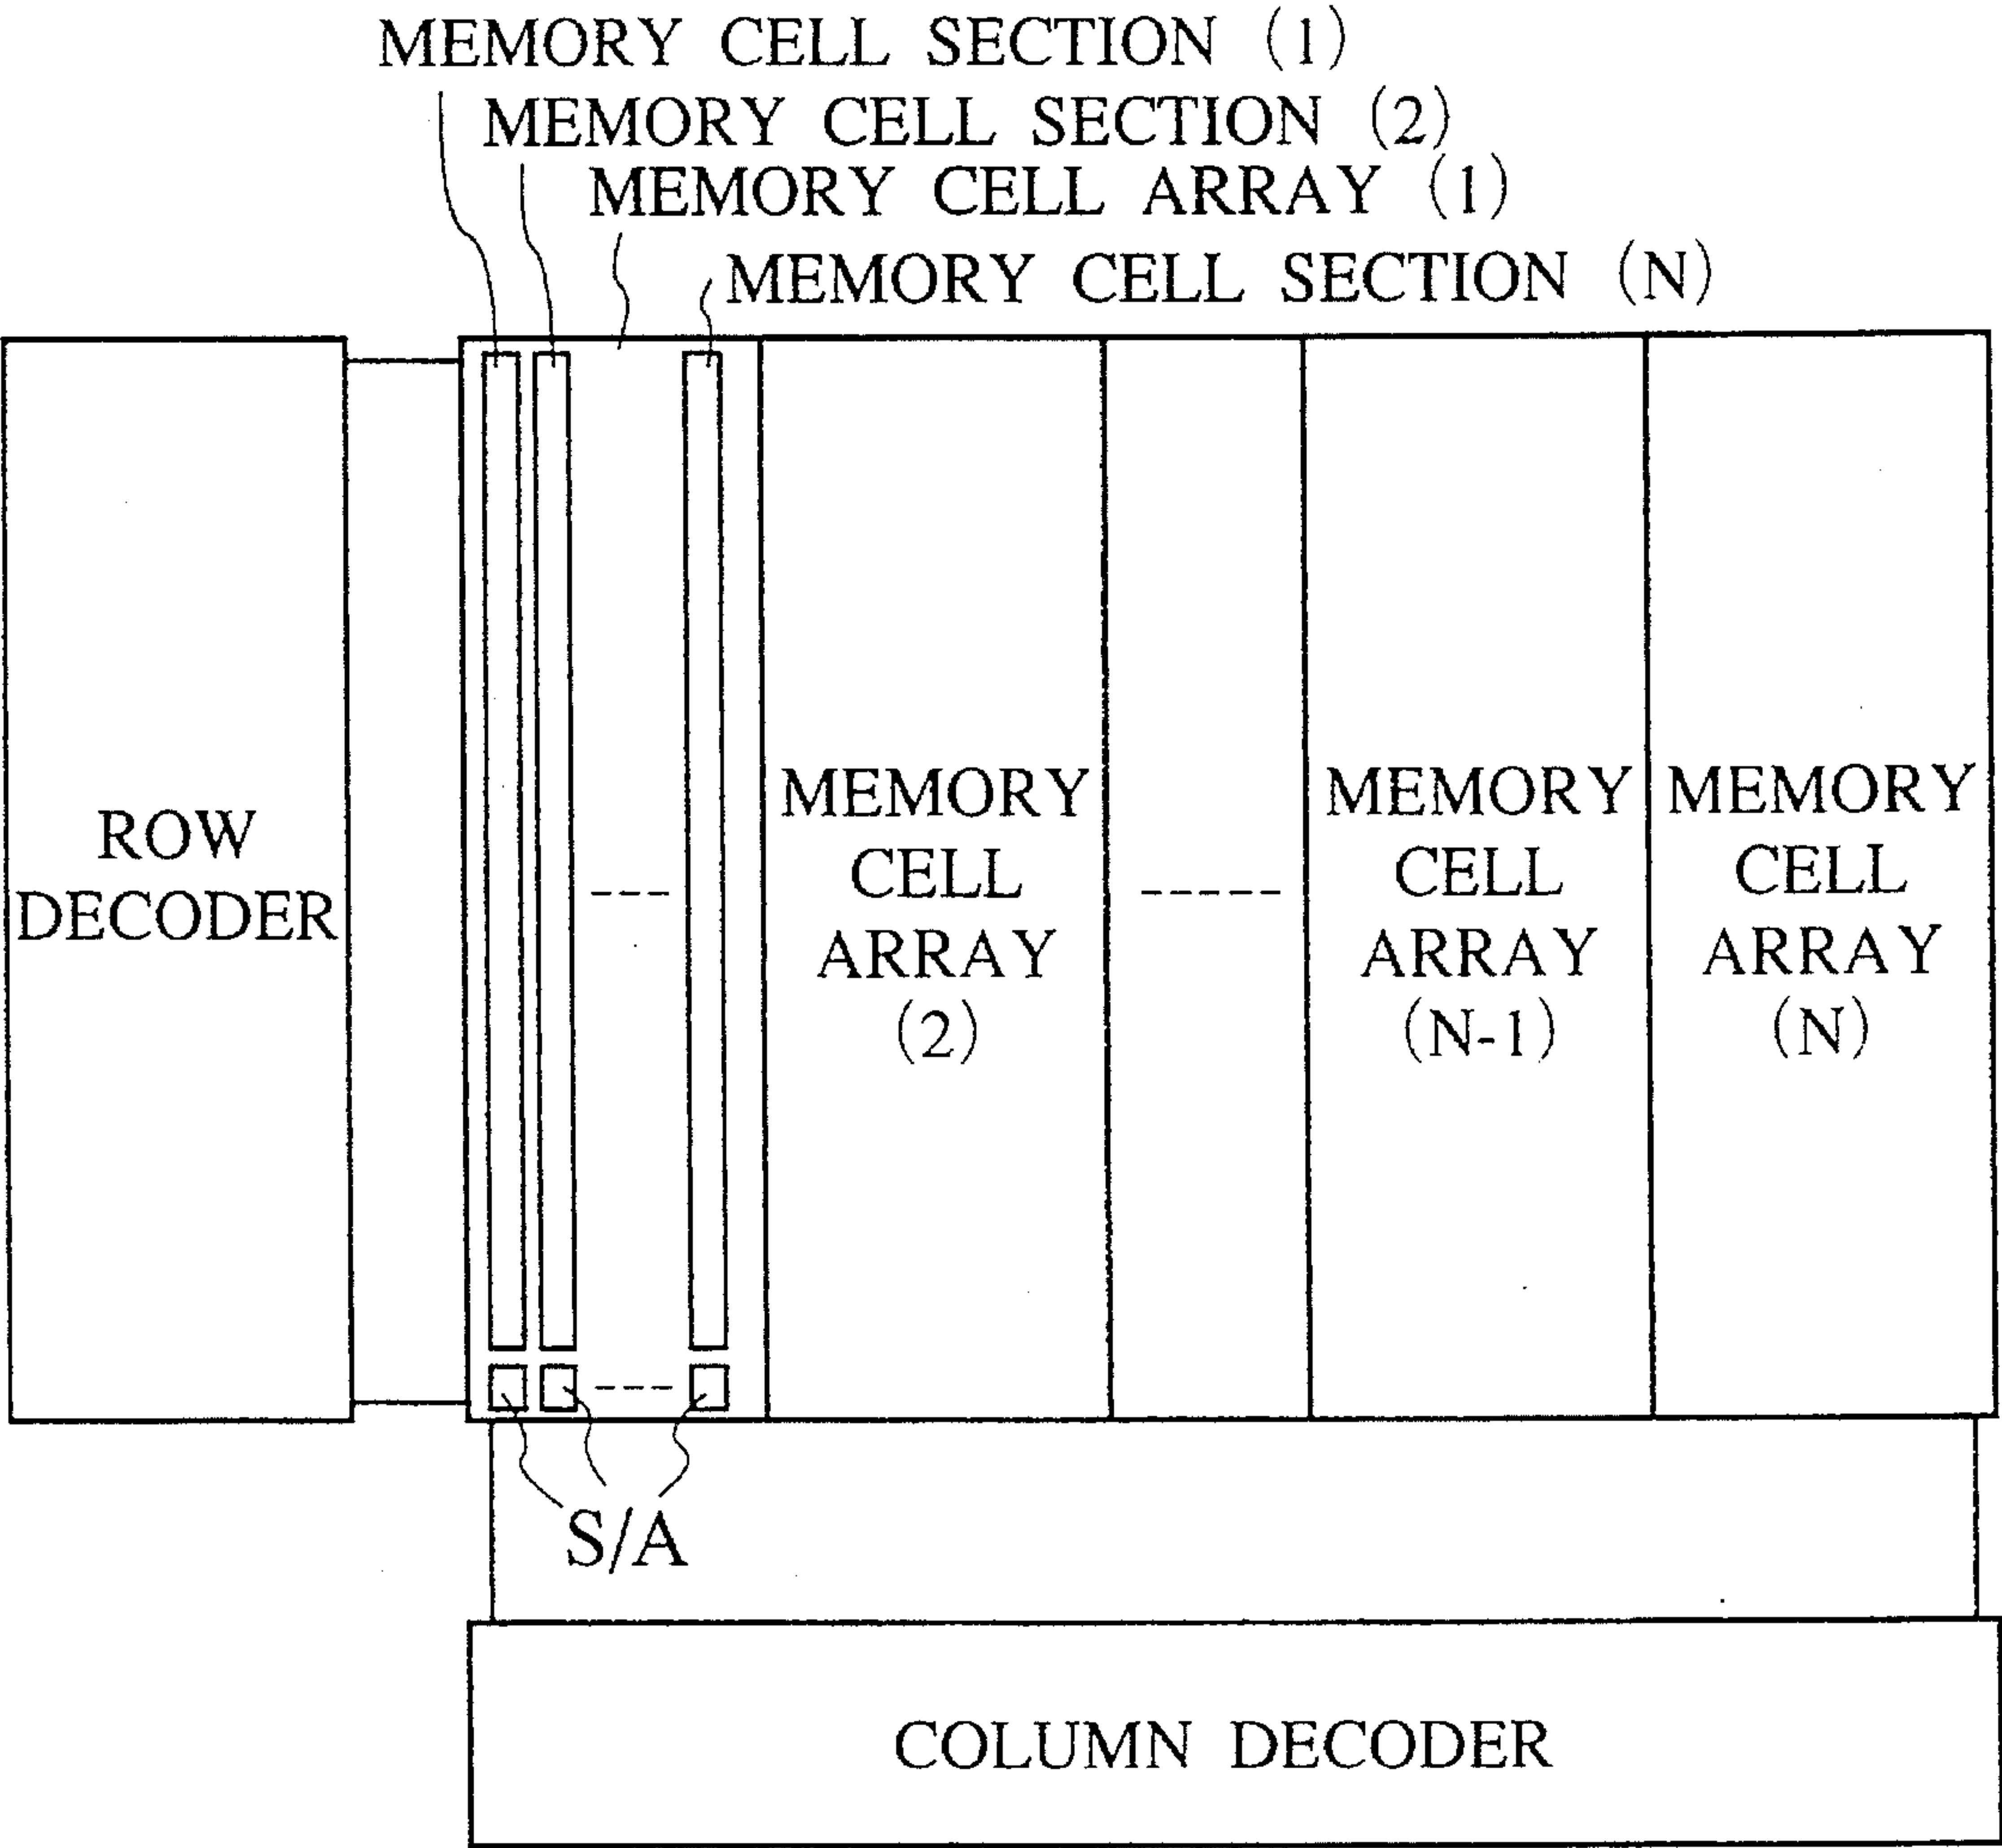 MEMORY CELL SECTION (1)
MEMORY CELL SECTION (2)
MEMORY CELL ARRAY (1)
MEMORY CELL SECTION (N)
ROW
DECODER
MEMORY
CELL
ARRAY
(2)
MEMORY
CELL
ARRAY
(N-1)
MEMORY
CELL
ARRAY
(N)
S/A
COLUMN DECODER